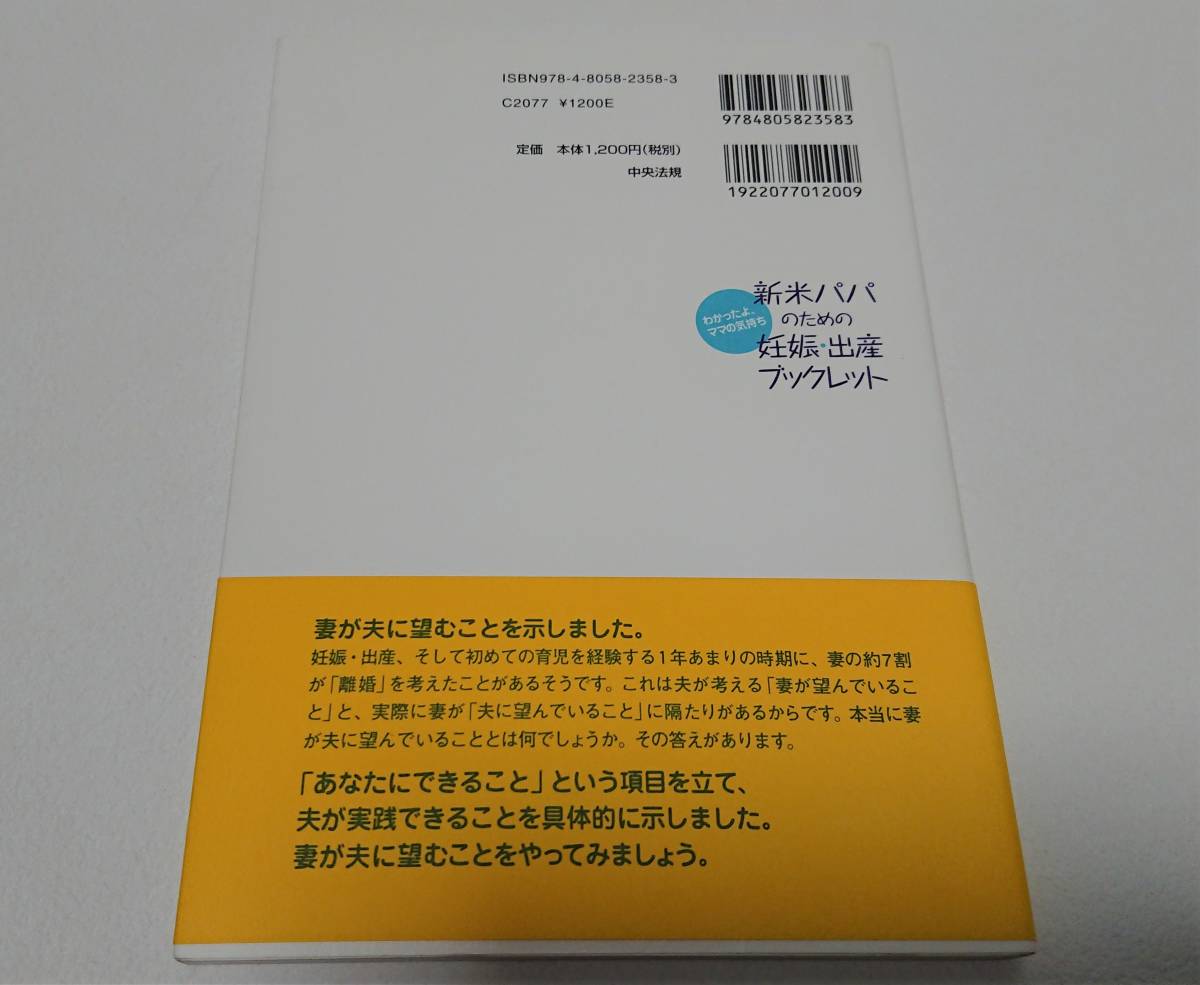 ISBN978-4-8058-2358-3
C2077 ¥1200E
9784805823583
定価 本体1,200円(税別)
中央法規
1922077012009
わかったよ、
ママの気持ち
新米パパ
のための
妊娠・出産
ブックレット
妻が夫に望むことを示しました。
妊娠・出産、そして初めての育児を経験する1年あまりの時期に、妻の約7割
が「離婚」を考えたことがあるそうです。これは夫が考える「妻が望んでいるこ
と」と、実際に妻が「夫に望んでいること」に隔たりがあるからです。本当に妻
が夫に望んでいることとは何でしょうか。その答えがあります。
「あなたにできること」という項目を立て、
夫が実践できることを具体的に示しました。
妻が夫に望むことをやってみましょう。